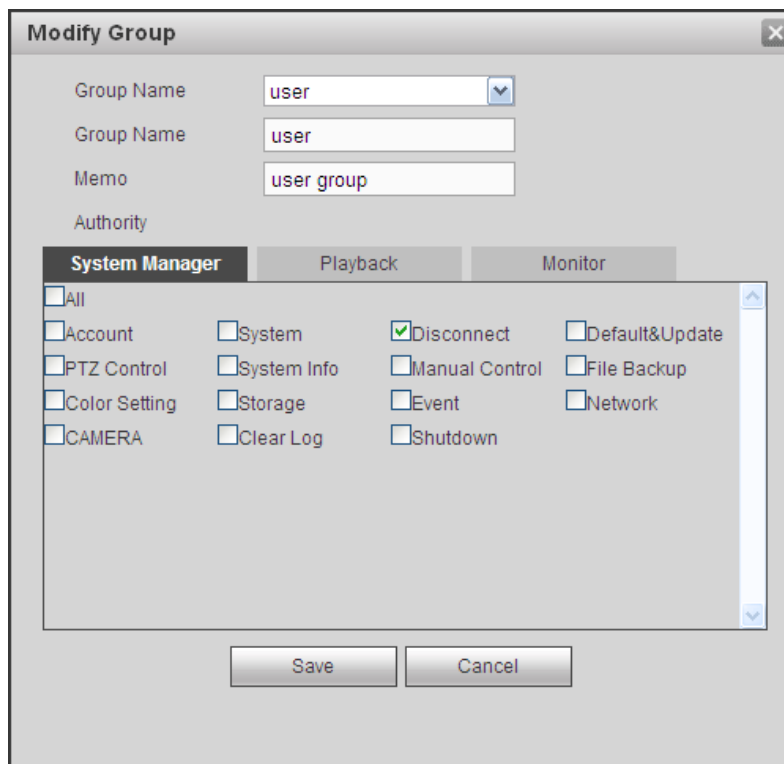 Modify Group
Group Name user
Group Name user
Memo user group
Authority
System Manager Playback Monitor
All
Account System Disconnect Default&Update
PTZ Control System Info Manual Control File Backup
Color Setting Storage Event Network
CAMERA Clear Log Shutdown
Save Cancel